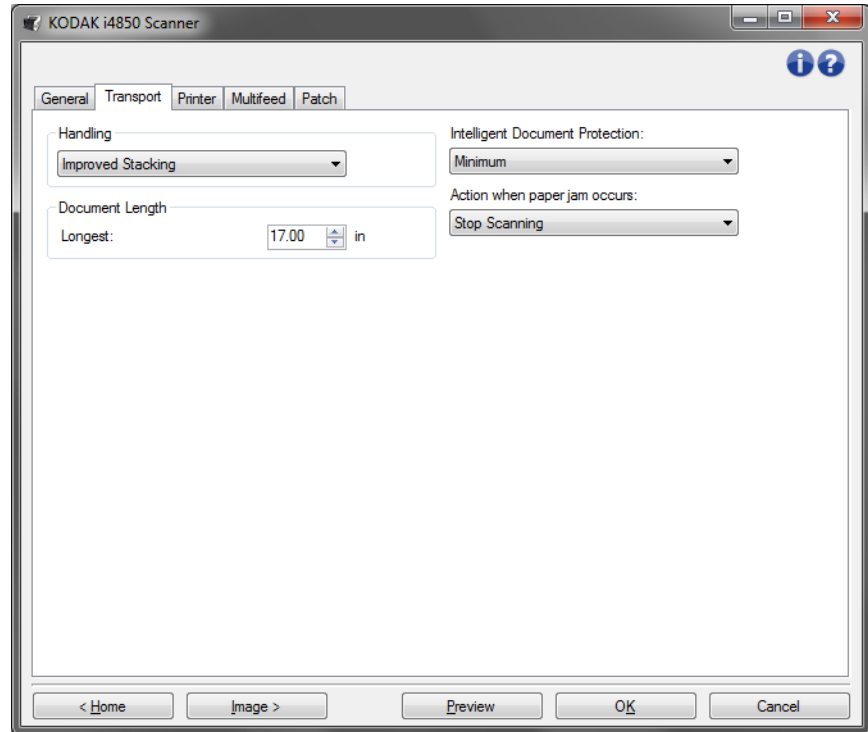 KODAK i4850 Scanner
General Transport Printer Multifeed Patch
Handling
Improved Stacking
Document Length
Longest: 17.00 in
Intelligent Document Protection:
Minimum
Action when paper jam occurs:
Stop Scanning
< Home Image > Preview OK Cancel